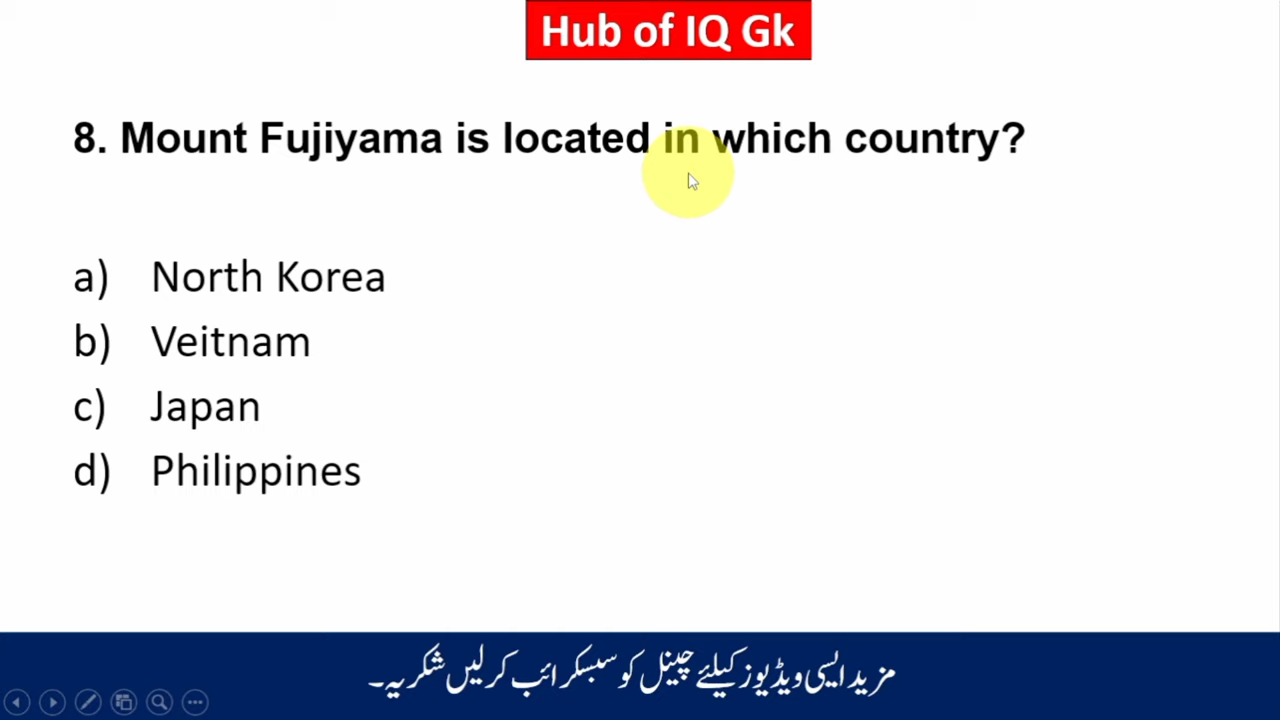 Hub of IQ Gk
8. Mount Fujiyama is located in which country?
a) North Korea
b) Veitnam
c) Japan
d) Philippines
مزید ایسی ویڈیوز کیلئے چینل کو سبسکرائب کرلیں شکریہ۔